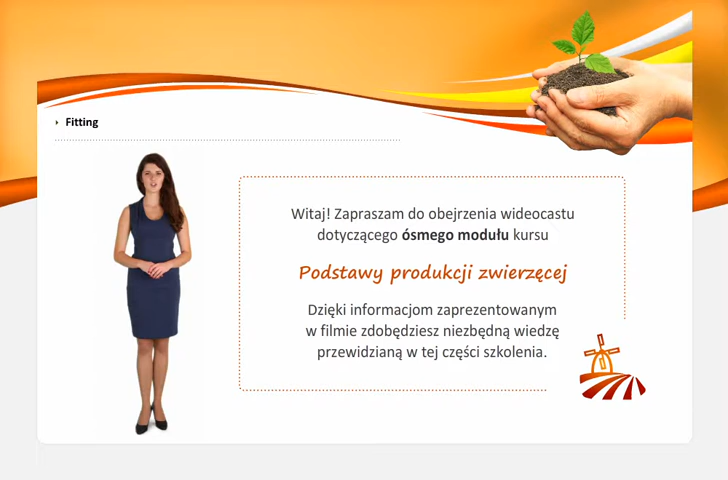 Fitting
Witaj! Zapraszam do obejrzenia wideocastu
dotyczącego ósmego modułu kursu
Podstawy produkcji zwierzęcej
Dzięki informacjom zaprezentowanym
w filmie zdobędziesz niezbędną wiedzę
przewidzianą w tej części szkolenia.